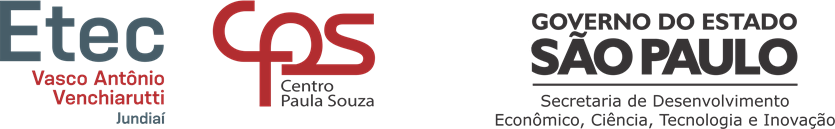 Etec
Vasco Antônio
Venchiarutti
Jundiaí
cps
Centro
Paula Souza
GOVERNO DO ESTADO
SÃO PAULO
Secretaria de Desenvolvimento
Econômico, Ciência, Tecnologia e Inovação